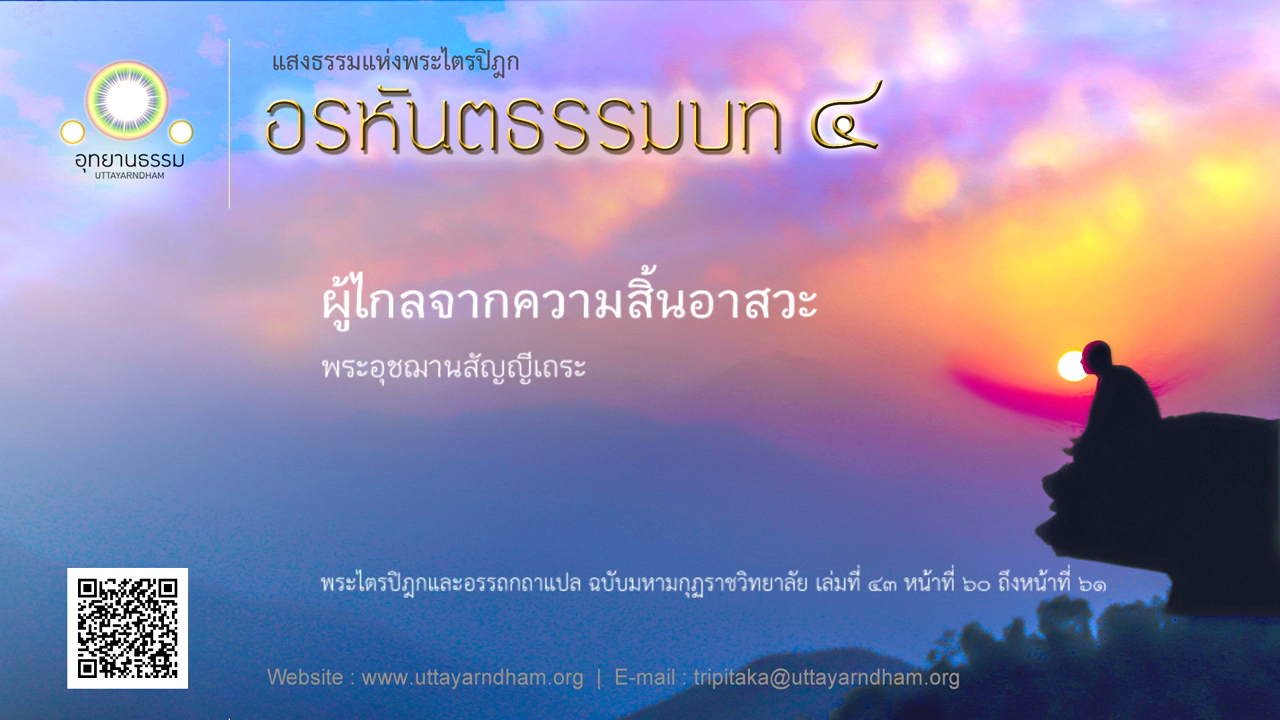 แสงธรรมแห่งพระไตรปิฎก
อรหันตธรรมบท ๔
อุทยานธรรม
UTTAYARNDHAM
ผู้ไกลจากความสิ้นอาสวะ
พระอุชฌานสัญญีเถระ
พระไตรปิฎกและอรรถกถาแปล ฉบับมหามกุฏราชวิทยาลัย เล่มที่ ๔๓ หน้าที่ ๖๐ ถึงหน้าที่ ๖๑
Website : www.uttayarndham.org | E-mail : tripitaka@uttayarndham.org